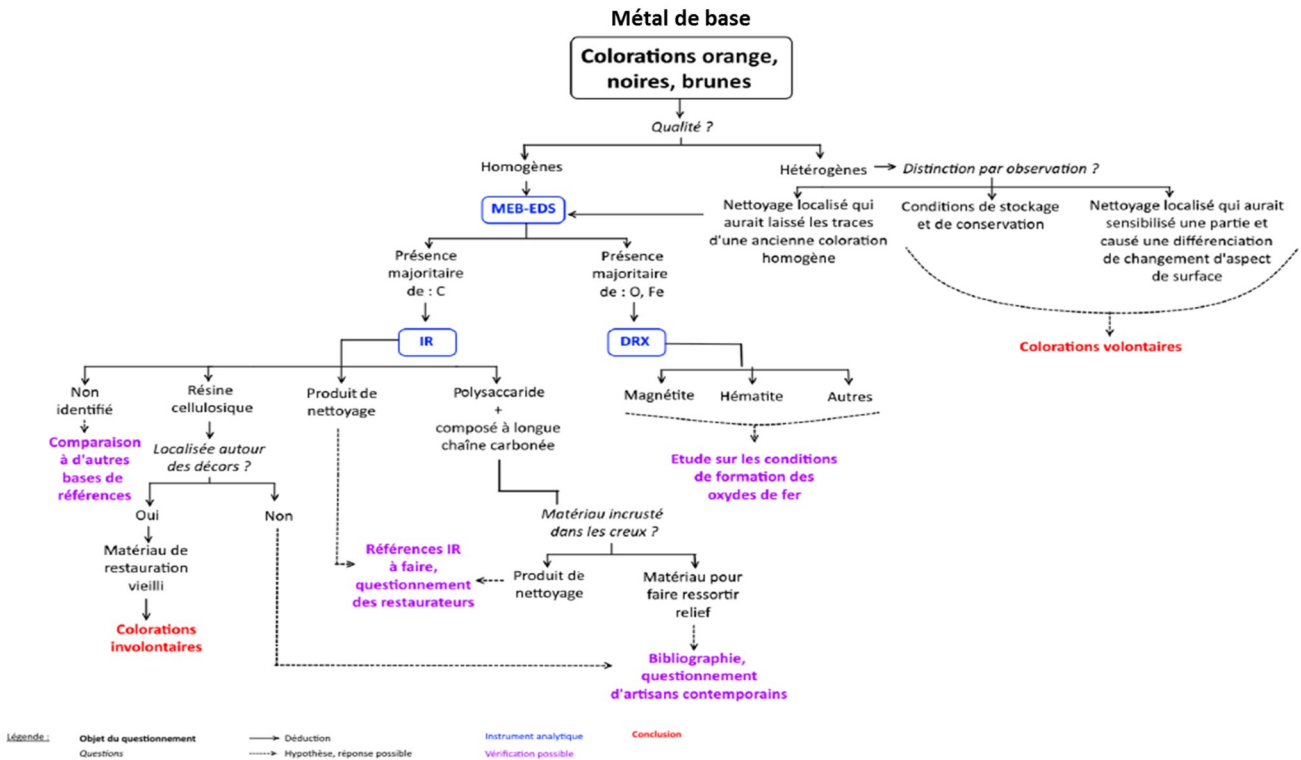 Métal de base
Colorations orange,
noires, brunes
Qualité ?
Homogènes
Hétérogènes
Distinction par observation ?
MEB-EDS
Nettoyage localisé qui
aurait laissé les traces
d'une ancienne coloration
homogène
Conditions de stockage
et de conservation
Nettoyage localisé qui aurait
sensibilisé une partie et
causé une différenciation
de changement d'aspect
de surface
Présence
majoritaire
de : C
Présence
majoritaire
de : O, Fe
IR
DRX
Colorations volontaires
Non
identifié
Résine
cellulosique
Produit de
nettoyage
Polysaccaride
+
composé à longue
chaîne carbonée
Magnétite
Hématite
Autres
Comparaison
à d'autres
bases de
références
Localisée autour
des décors ?
Etude sur les conditions
de formation des
oxydes de fer
Oui
Non
Matériau incrusté
dans les creux ?
Matériau de
restauration
vieilli
Références IR
à faire,
questionnement
des restaurateurs
Produit de
nettoyage
Matériau pour
faire ressortir
relief
Colorations
involontaires
Bibliographie,
questionnement
d'artisans contemporains
Légende :
Objet du questionnement
Questions
Déduction
Hypothèse, réponse possible
Instrument analytique
Vérification possible
Conclusion